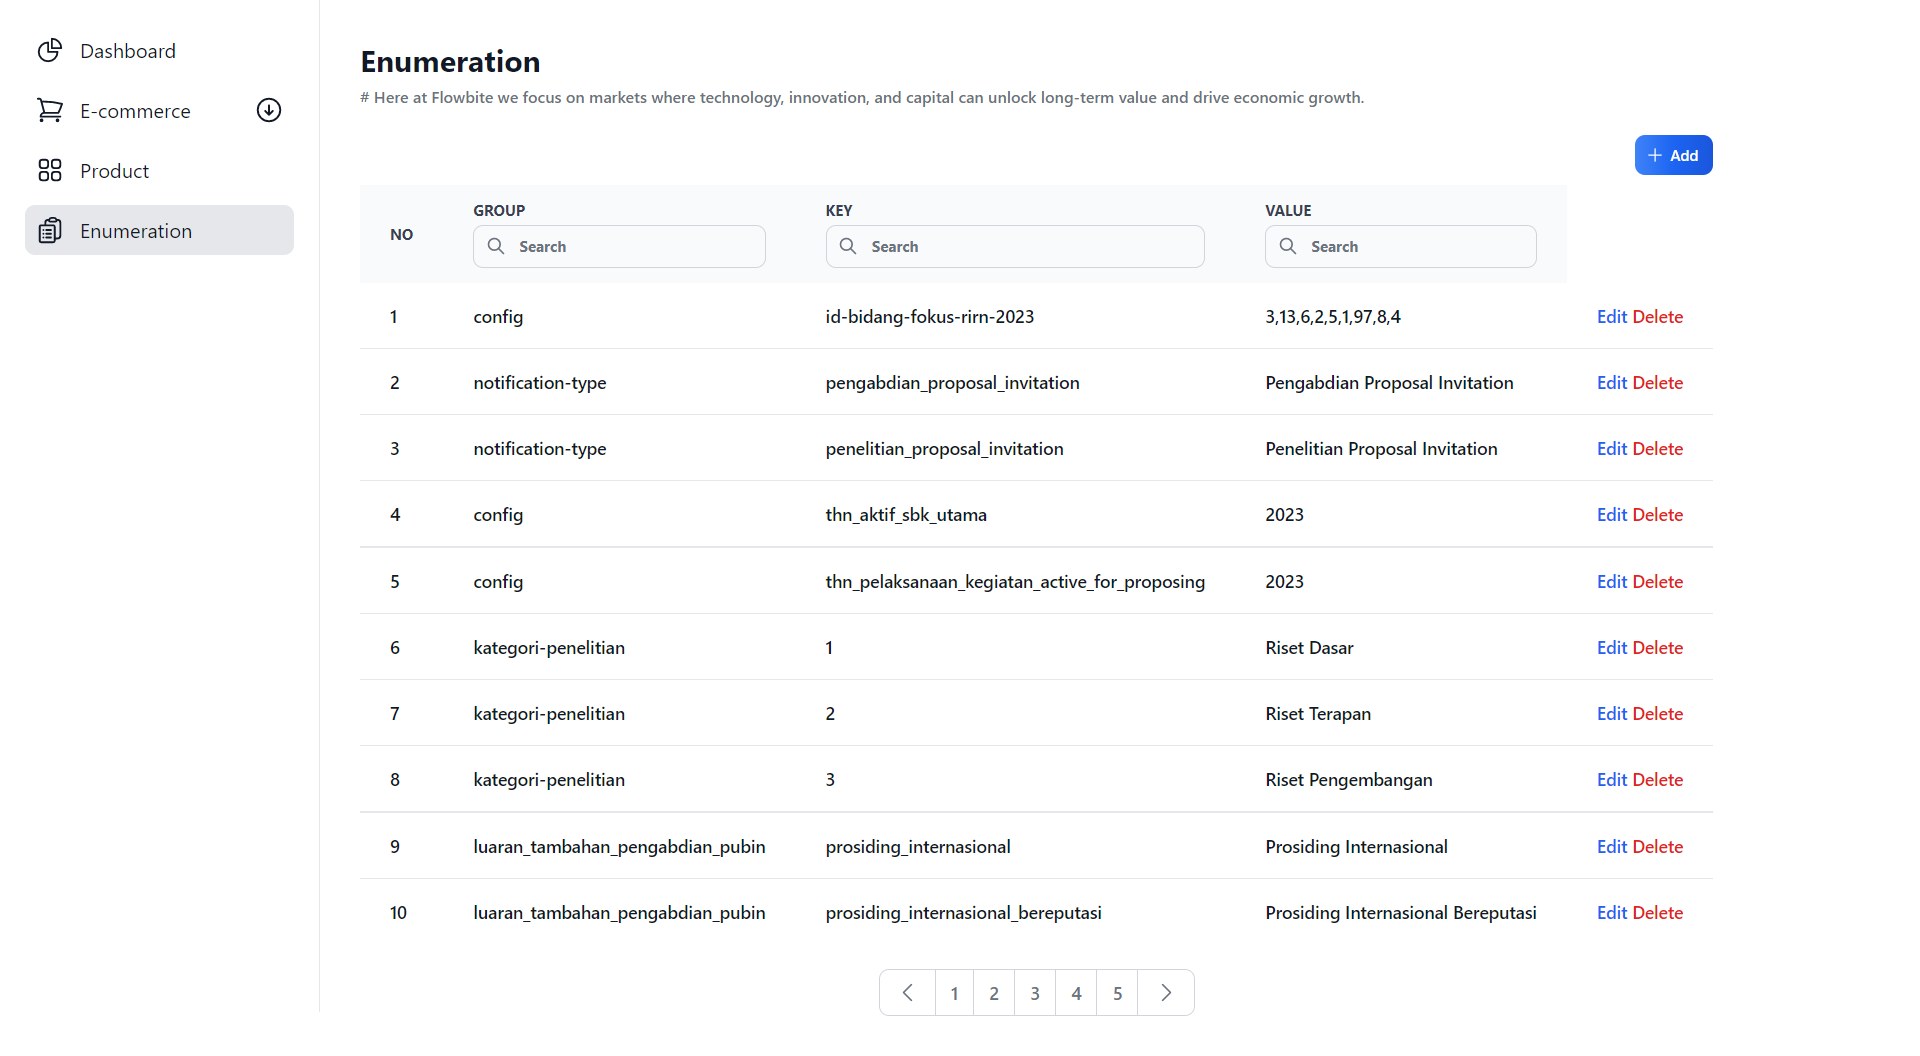 Dashboard
E-commerce
Product
Enumeration
Enumeration
# Here at Flowbite we focus on markets where technology, innovation, and capital can unlock long-term value and drive economic growth.
Add
NO GROUP KEY VALUE
Search Search Search
1 config id-bidang-fokus-rirn-2023 3,13,6,2,5,1,97,8,4 Edit Delete
2 notification-type pengabdian_proposal_invitation Pengabdian Proposal Invitation Edit Delete
3 notification-type penelitian_proposal_invitation Penelitian Proposal Invitation Edit Delete
4 config thn_aktif_sbk_utama 2023 Edit Delete
5 config thn_pelaksanaan_kegiatan_active_for_proposing 2023 Edit Delete
6 kategori-penelitian 1 Riset Dasar Edit Delete
7 kategori-penelitian 2 Riset Terapan Edit Delete
8 kategori-penelitian 3 Riset Pengembangan Edit Delete
9 luaran_tambahan_pengabdian_pubin prosiding_internasional Prosiding Internasional Edit Delete
10 luaran_tambahan_pengabdian_pubin prosiding_internasional_bereputasi Prosiding Internasional Bereputasi Edit Delete
1 2 3 4 5